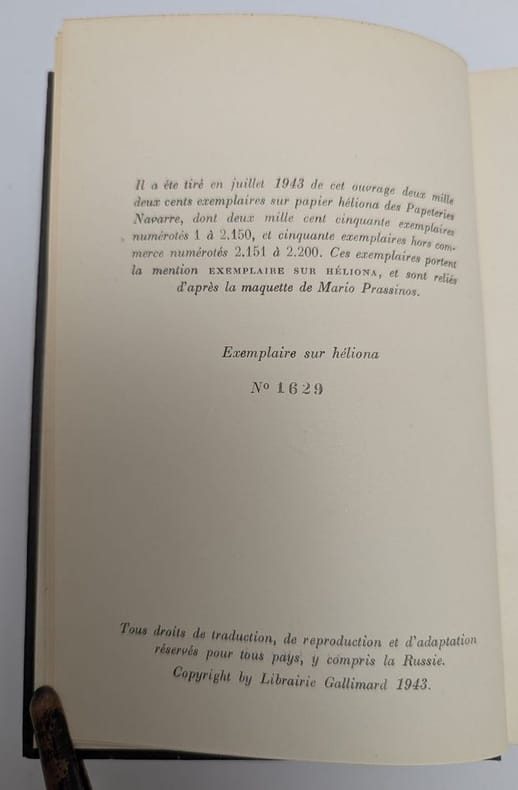 Il a été tiré en juillet 1943 de cet ouvrage deux mille
deux cents exemplaires sur papier héliona des Papeteries
Navarre, dont deux mille cent cinquante exemplaires
numérotés 1 à 2.150, et cinquante exemplaires hors com-
merce numérotés 2.151 à 2.200. Ces exemplaires portent
la mention EXEMPLAIRE SUR HÉLIONA, et sont reliés
d'après la maquette de Mario Prassinos.
Exemplaire sur héliona
Nº 1629
Tous droits de traduction, de reproduction et d'adaptation
réservés pour tous pays, y compris la Russie.
Copyright by Librairie Gallimard 1943.